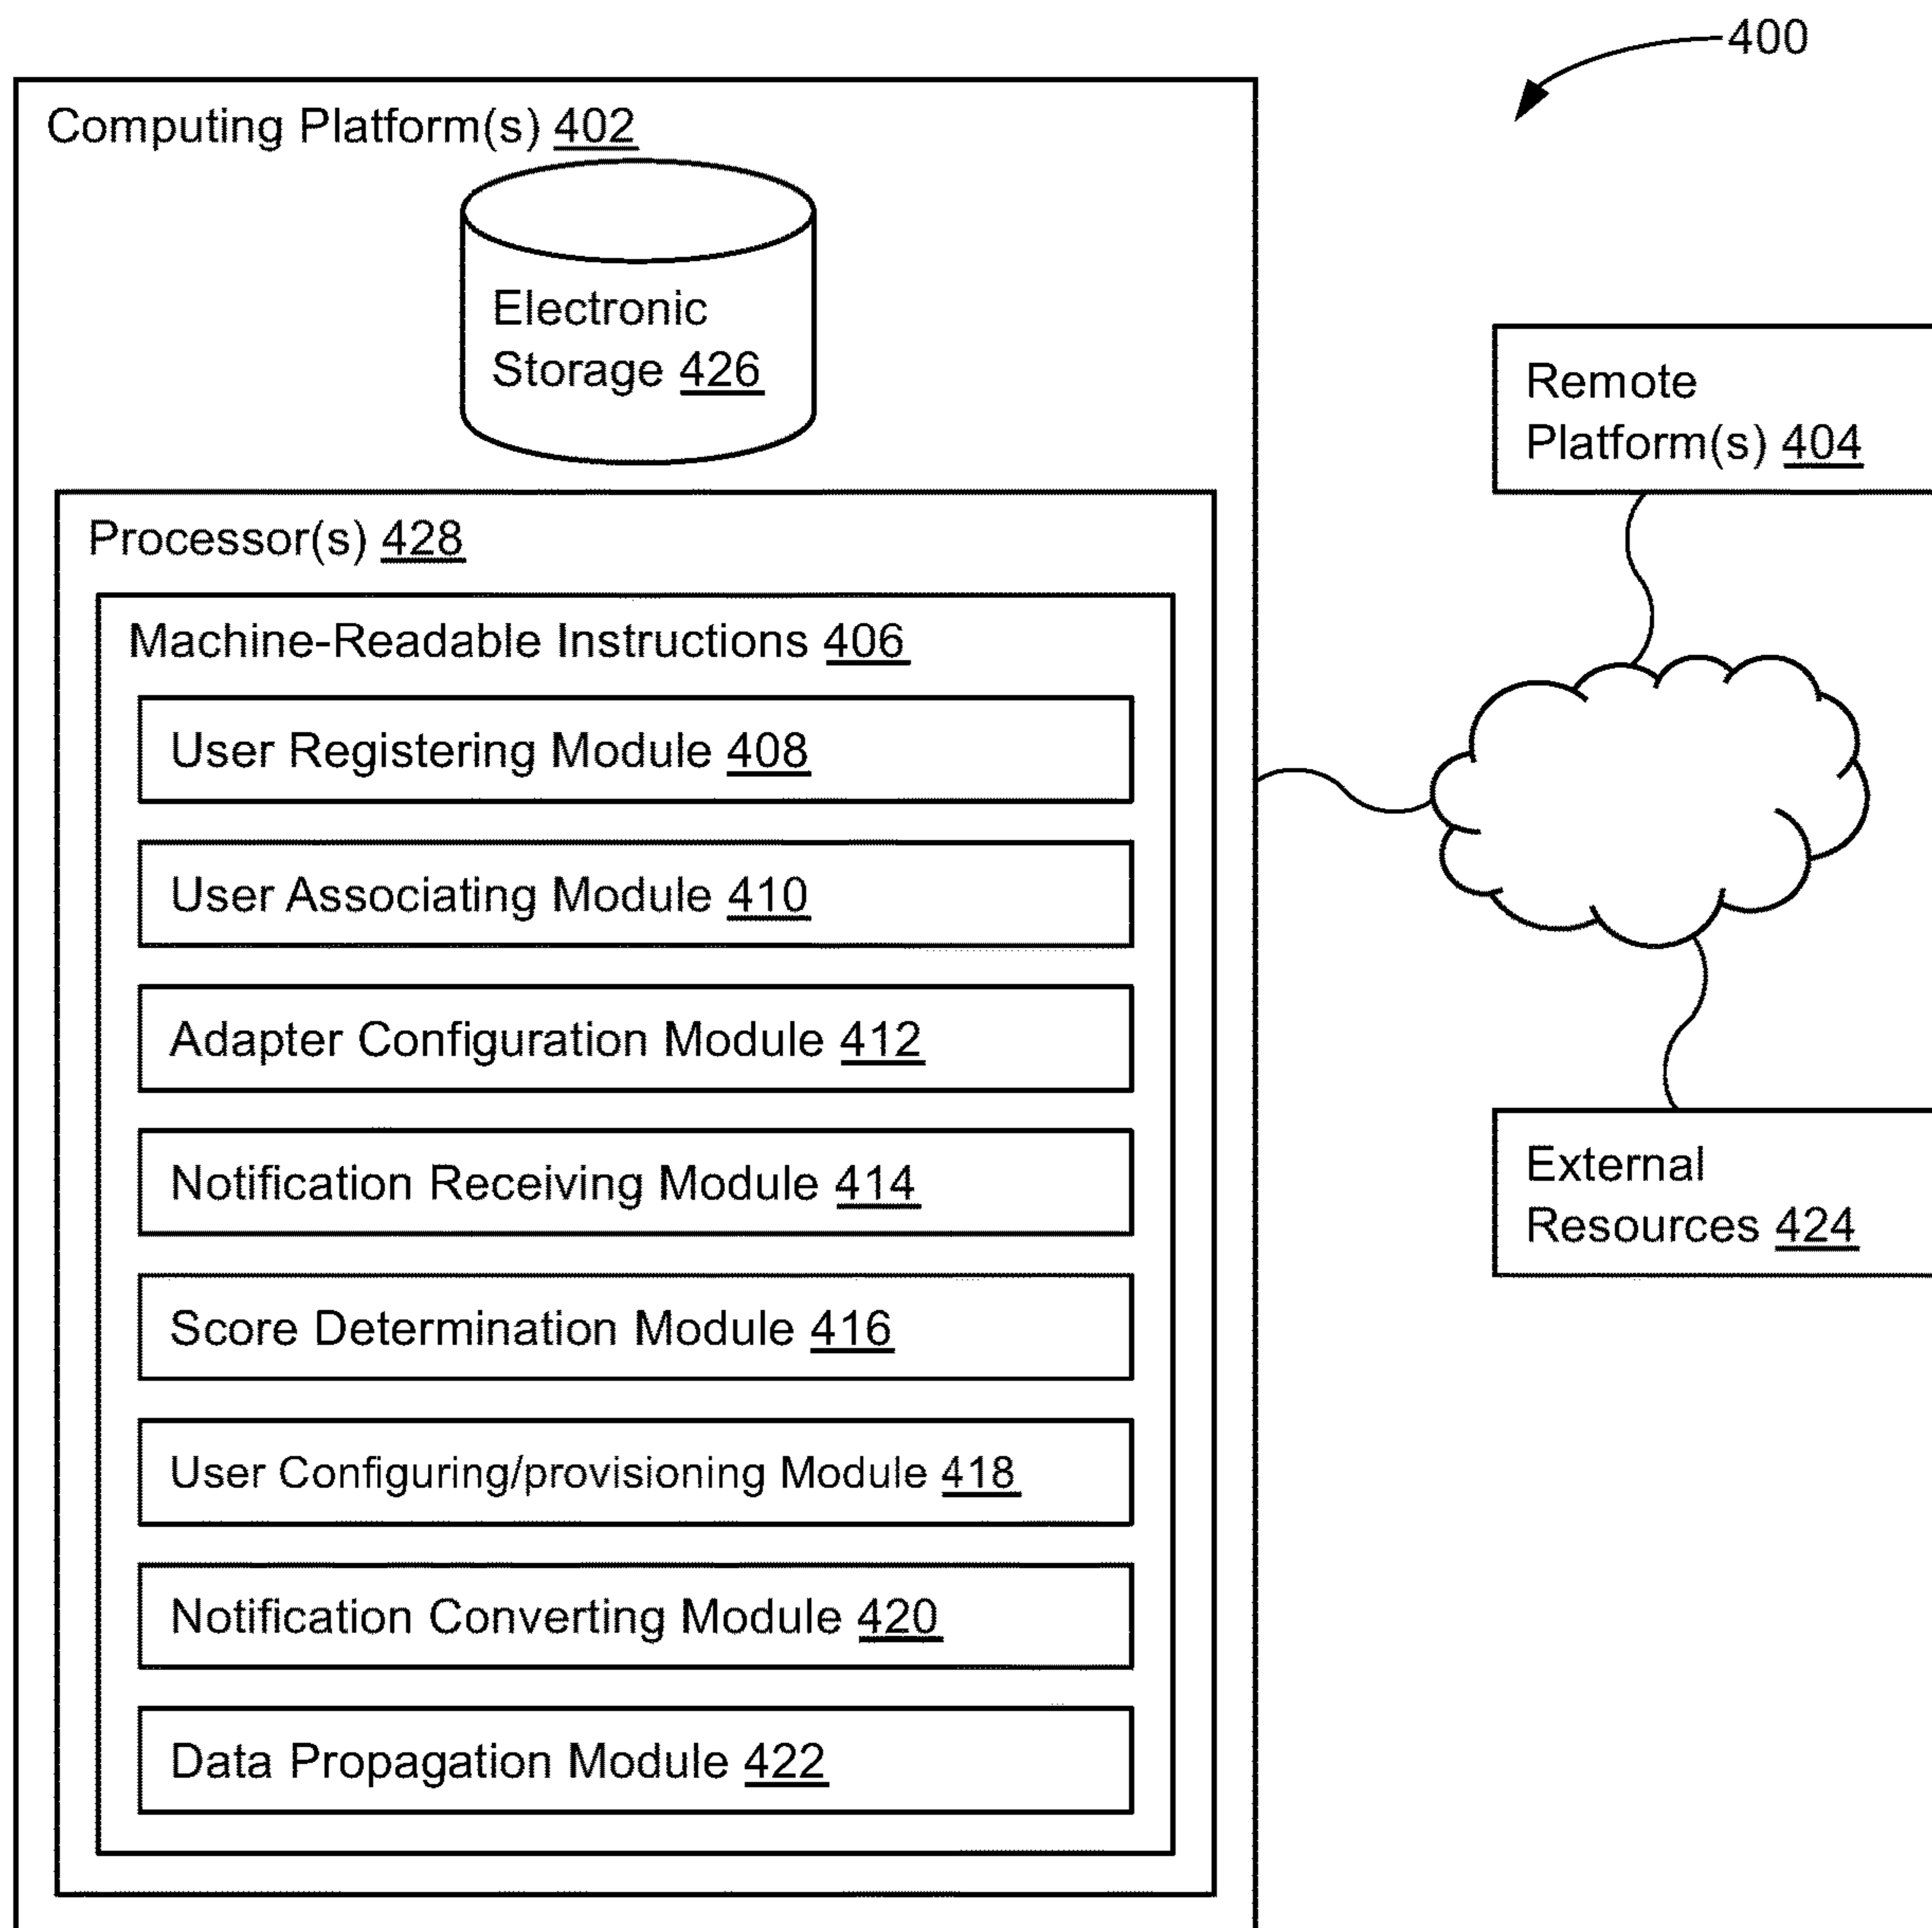 400
Computing Platform(s) 402
Electronic
Storage 426
Remote
Platform(s) 404
Processor(s) 428
Machine-Readable Instructions 406
User Registering Module 408
User Associating Module 410
Adapter Configuration Module 412
Notification Receiving Module 414
External
Resources 424
Score Determination Module 416
User Configuring/provisioning Module 418
Notification Converting Module 420
Data Propagation Module 422